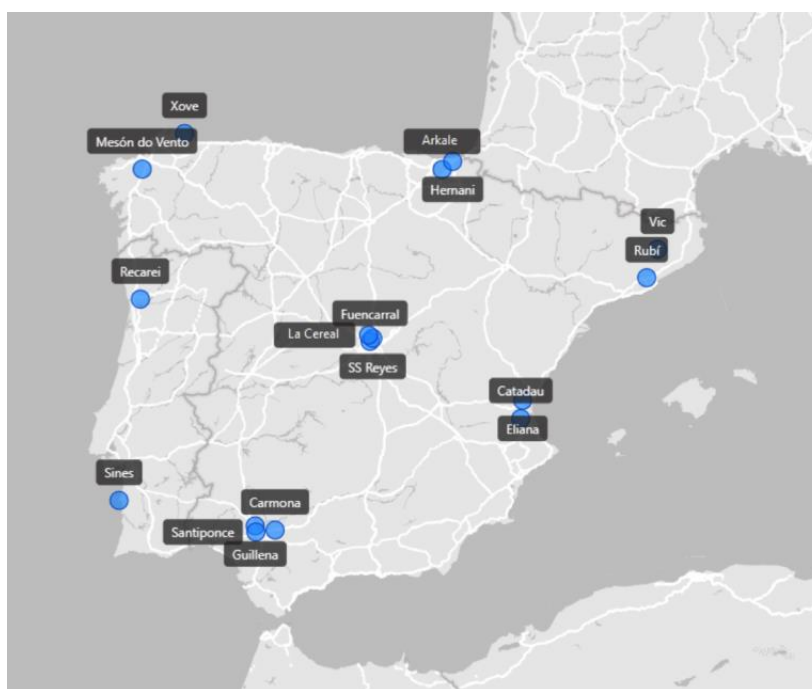 Xove
Mesón do Vento
Arkale
Hernani
Vic
Rubí
Recarei
Fuencarral
La Cereal
SS Reyes
Catadau
Eliana
Sines
Carmona
Santiponce
Guillena